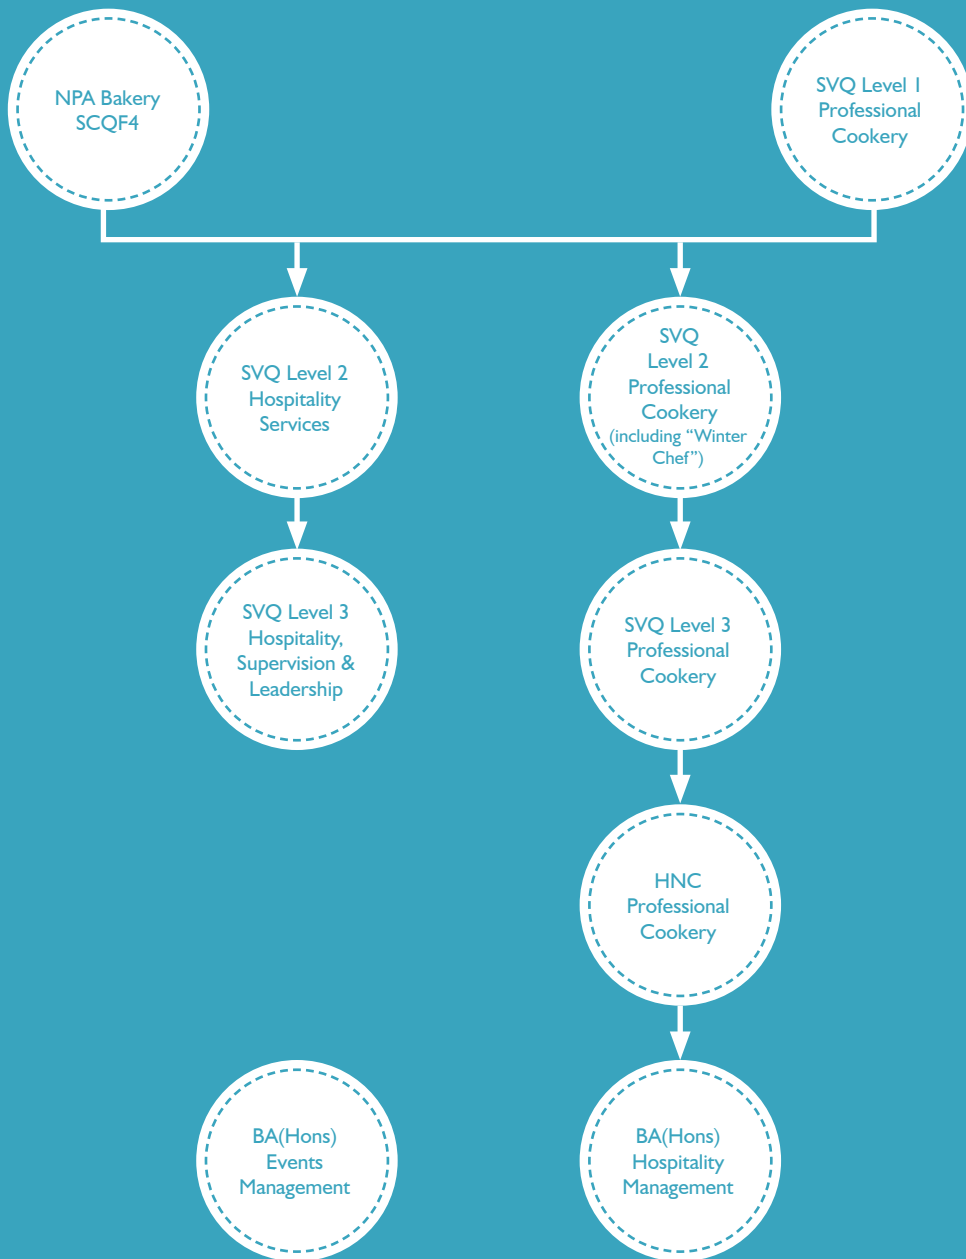 NPA Bakery
SCQF4
SVQ Level 1
Professional
Cookery
SVQ Level 2
Hospitality
Services
SVQ
Level 2
Professional
Cookery
(including “Winter
Chef”)
SVQ Level 3
Hospitality,
Supervision &
Leadership
SVQ Level 3
Professional
Cookery
HNC
Professional
Cookery
BA(Hons)
Events
Management
BA(Hons)
Hospitality
Management